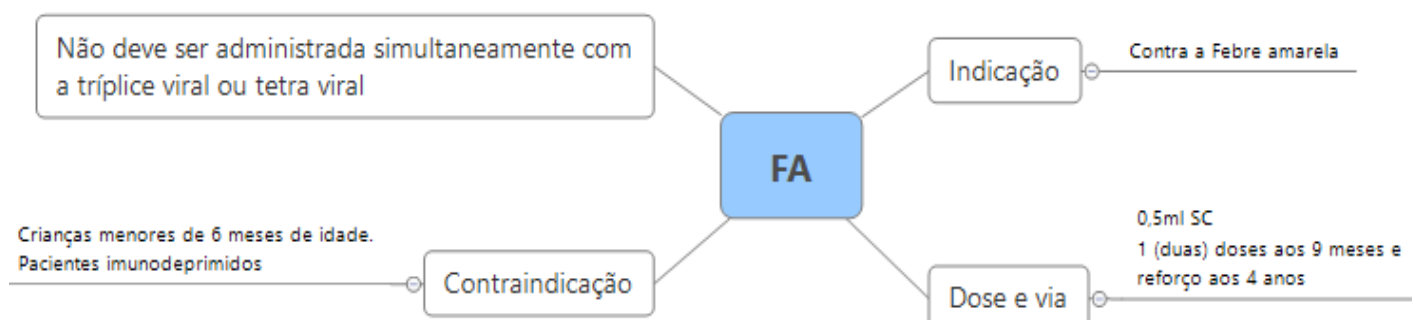 Não deve ser administrada simultaneamente com
a tríplice viral ou tetra viral
Indicação
Contra a Febre amarela
FA
Crianças menores de 6 meses de idade.
Pacientes imunodeprimidos
Contraindicação
Dose e via
0,5ml SC
1 (duas) doses aos 9 meses e
reforço aos 4 anos